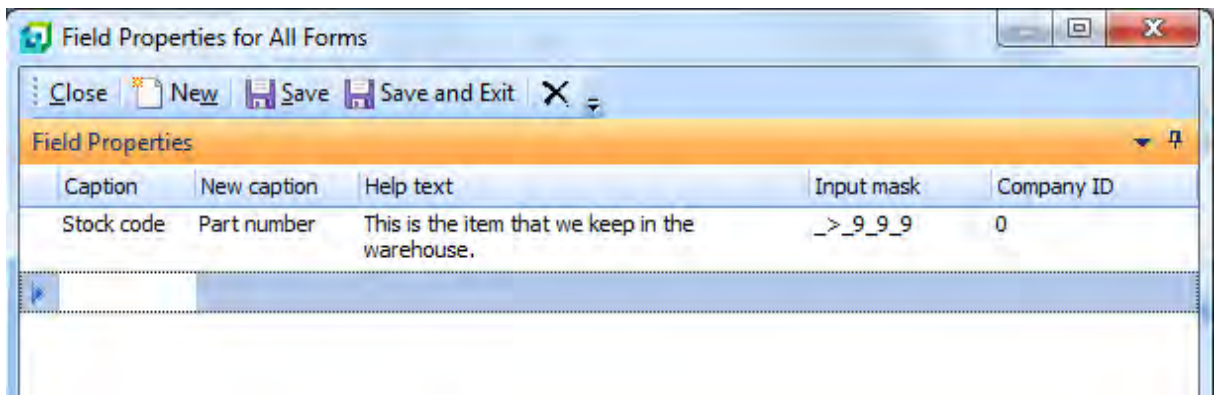 Field Properties for All Forms
Close New Save Save and Exit
Field Properties
Caption New caption Help text Input mask Company ID
Stock code Part number This is the item that we keep in the _>_9_9_9 0
warehouse.